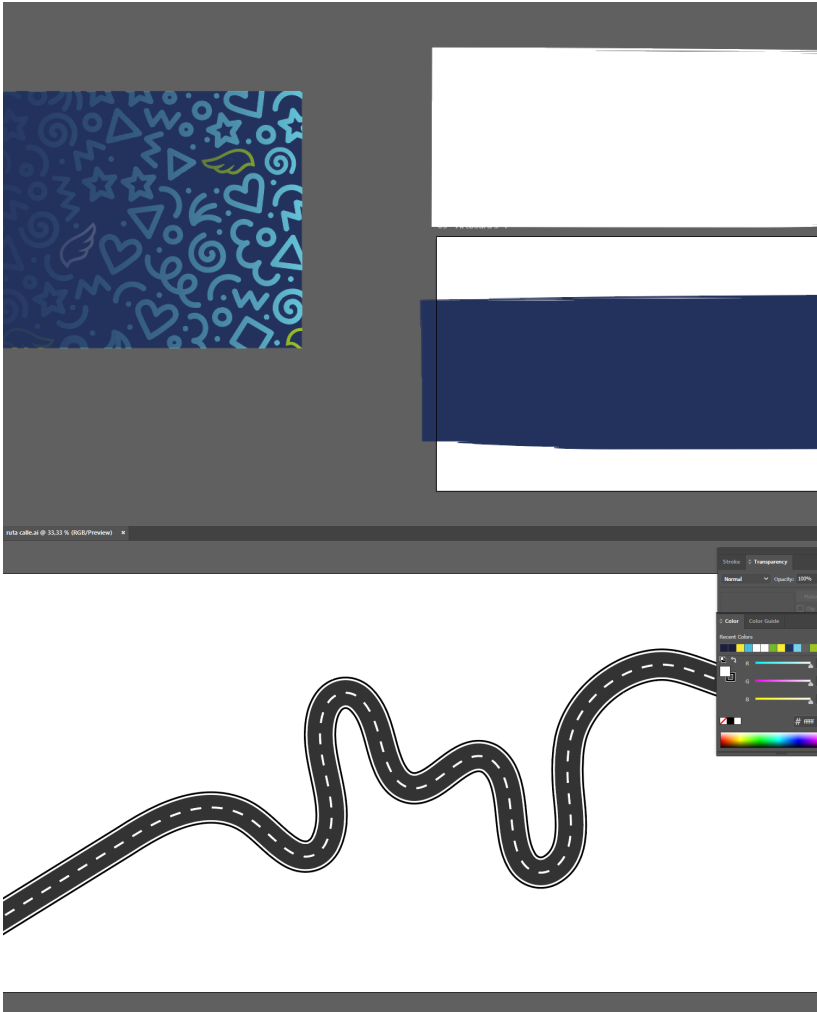 ruta calle.ai @ 33,33 % (RGB/Preview) ×
Stroke Transparency
Normal Opacity: 100%
Color Color Guide
Recent Colors
R
G
B
#